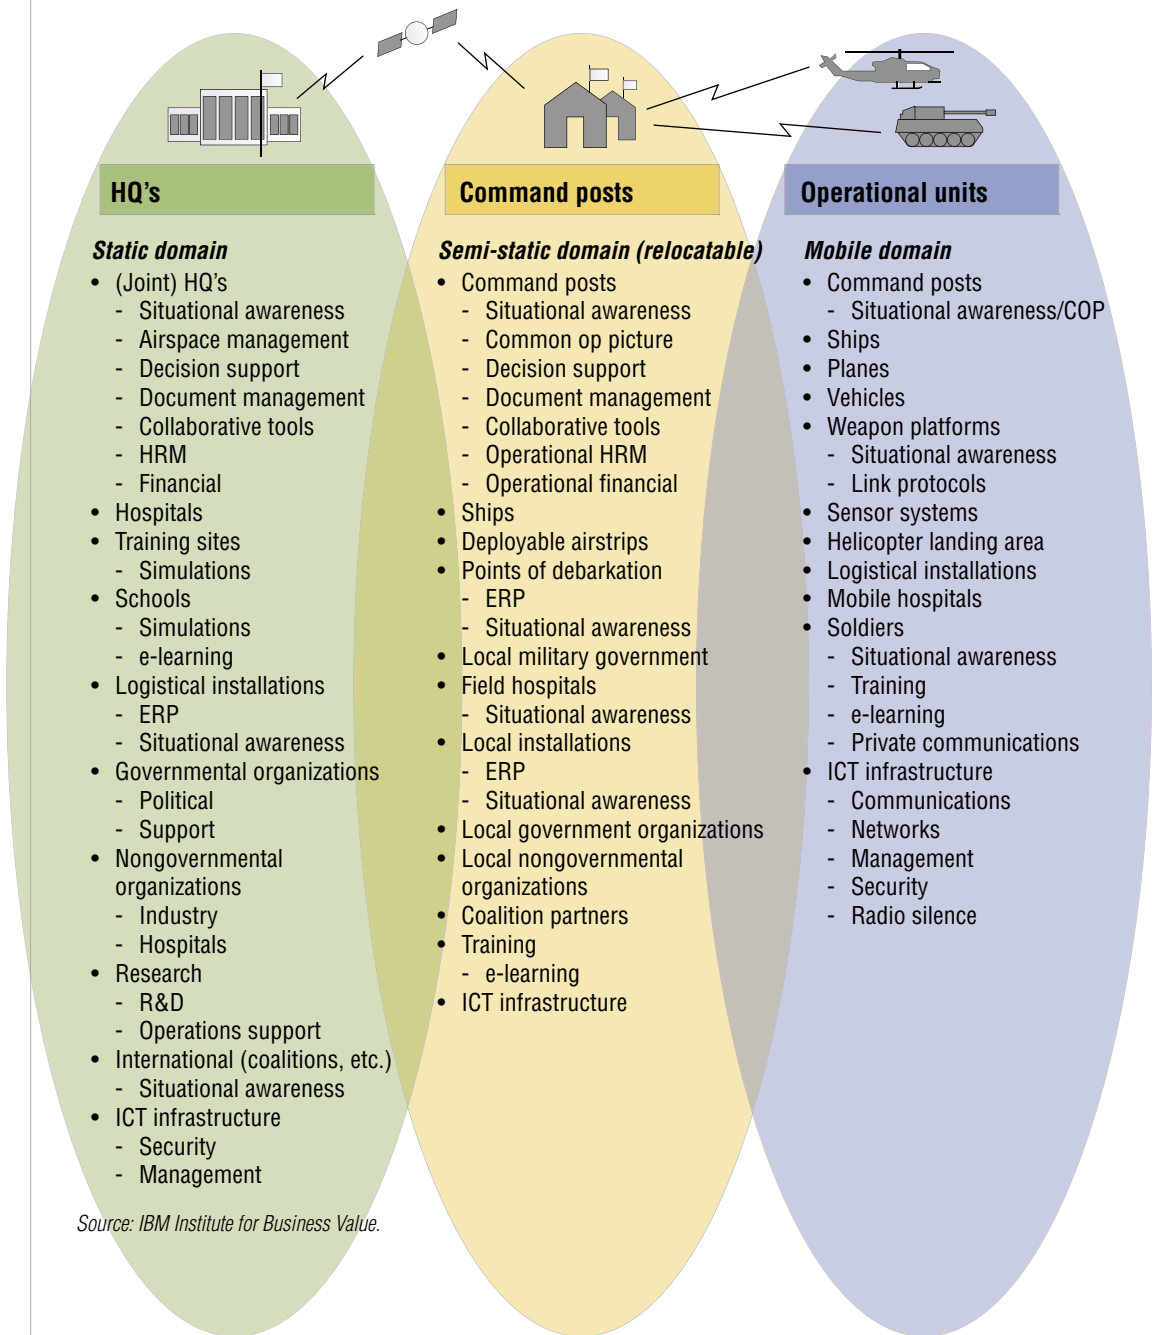 HQ's
Static domain
• (Joint) HQ's
- Situational awareness
- Airspace management
- Decision support
- Document management
- Collaborative tools
- HRM
- Financial
• Hospitals
• Training sites
- Simulations
• Schools
- Simulations
- e-learning
• Logistical installations
- ERP
- Situational awareness
• Governmental organizations
- Political
- Support
• Nongovernmental
organizations
- Industry
- Hospitals
• Research
- R&D
- Operations support
• International (coalitions, etc.)
- Situational awareness
• ICT infrastructure
- Security
- Management
Command posts
Semi-static domain (relocatable)
• Command posts
- Situational awareness
- Common op picture
- Decision support
- Document management
- Collaborative tools
- Operational HRM
- Operational financial
• Ships
• Deployable airstrips
• Points of debarkation
- ERP
- Situational awareness
• Local military government
• Field hospitals
- Situational awareness
• Local installations
- ERP
- Situational awareness
• Local government organizations
• Local nongovernmental
organizations
• Coalition partners
• Training
- e-learning
• ICT infrastructure
Operational units
Mobile domain
• Command posts
- Situational awareness/COP
• Ships
• Planes
• Vehicles
• Weapon platforms
- Situational awareness
- Link protocols
• Sensor systems
• Helicopter landing area
• Logistical installations
• Mobile hospitals
• Soldiers
- Situational awareness
- Training
- e-learning
- Private communications
• ICT infrastructure
- Communications
- Networks
- Management
- Security
- Radio silence
Source: IBM Institute for Business Value.